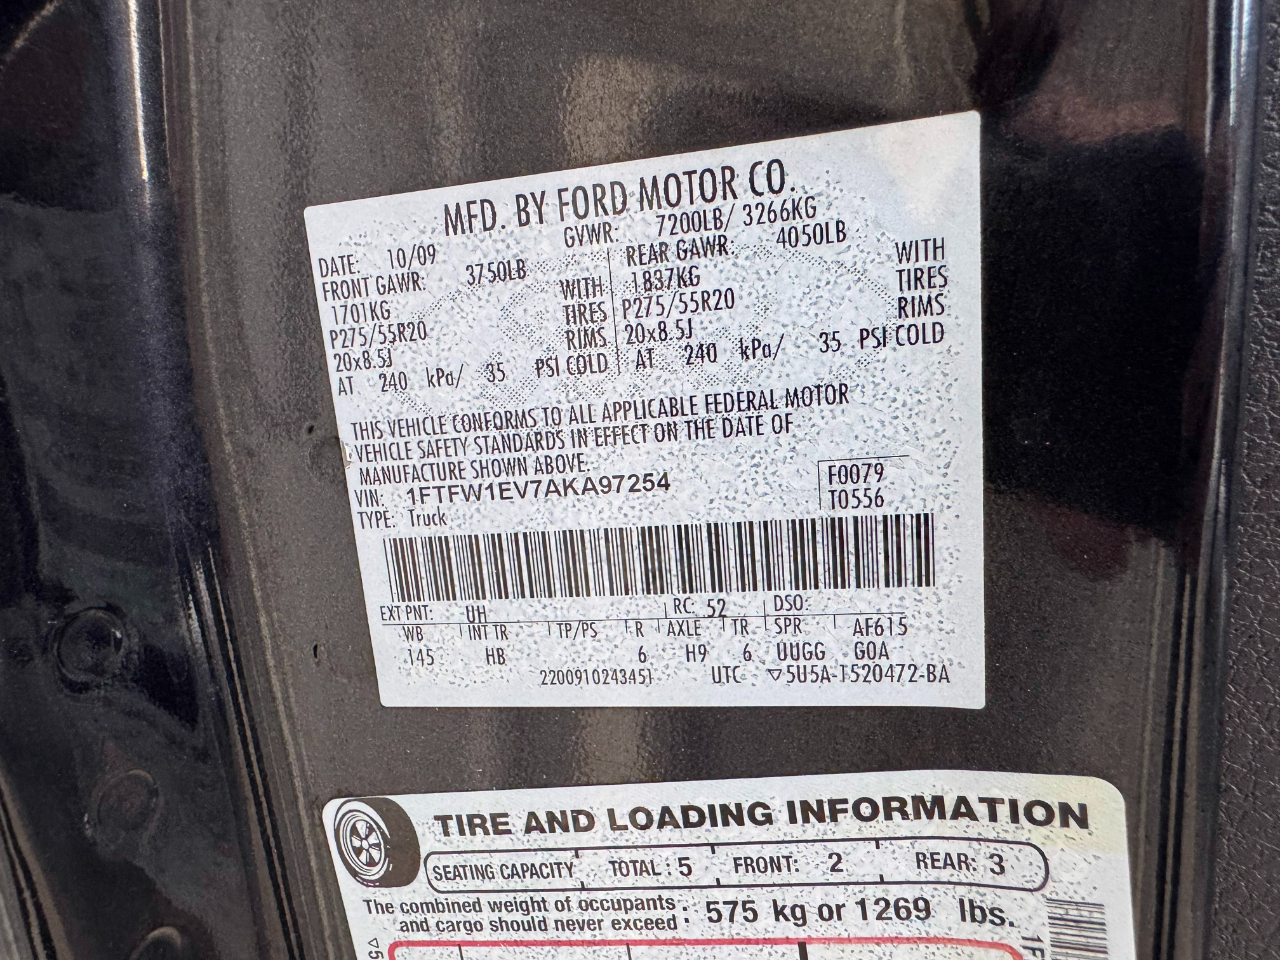 MFD. BY FORD MOTOR CO.
DATE: 10/09 GVWR: 7200LB/ 3266KG
FRONT GAWR: 3750LB REAR GAWR: 4050LB
1701KG WITH 1837KG WITH
P275/55R20 TIRES P275/55R20 TIRES
20x8.5J RIMS 20x8.5J RIMS
AT 240 kPa/ 35 PSI COLD AT 240 kPa/ 35 PSI COLD
THIS VEHICLE CONFORMS TO ALL APPLICABLE FEDERAL MOTOR
VEHICLE SAFETY STANDARDS IN EFFECT ON THE DATE OF
MANUFACTURE SHOWN ABOVE.
VIN: 1FTFW1EV7AKA97254 F0079
TYPE: Truck T0556
EXT PNT: UH RC: 52 DSO:
WB INT TR TP/PS R AXLE TR SPR AF615
145 HB 6 H9 6 UUGG G0A
2200910243451 UTC ▽5U5A-1520472-BA
TIRE AND LOADING INFORMATION
SEATING CAPACITY TOTAL : 5 FRONT: 2 REAR: 3
The combined weight of occupants and cargo should never exceed : 575 kg or 1269 lbs.